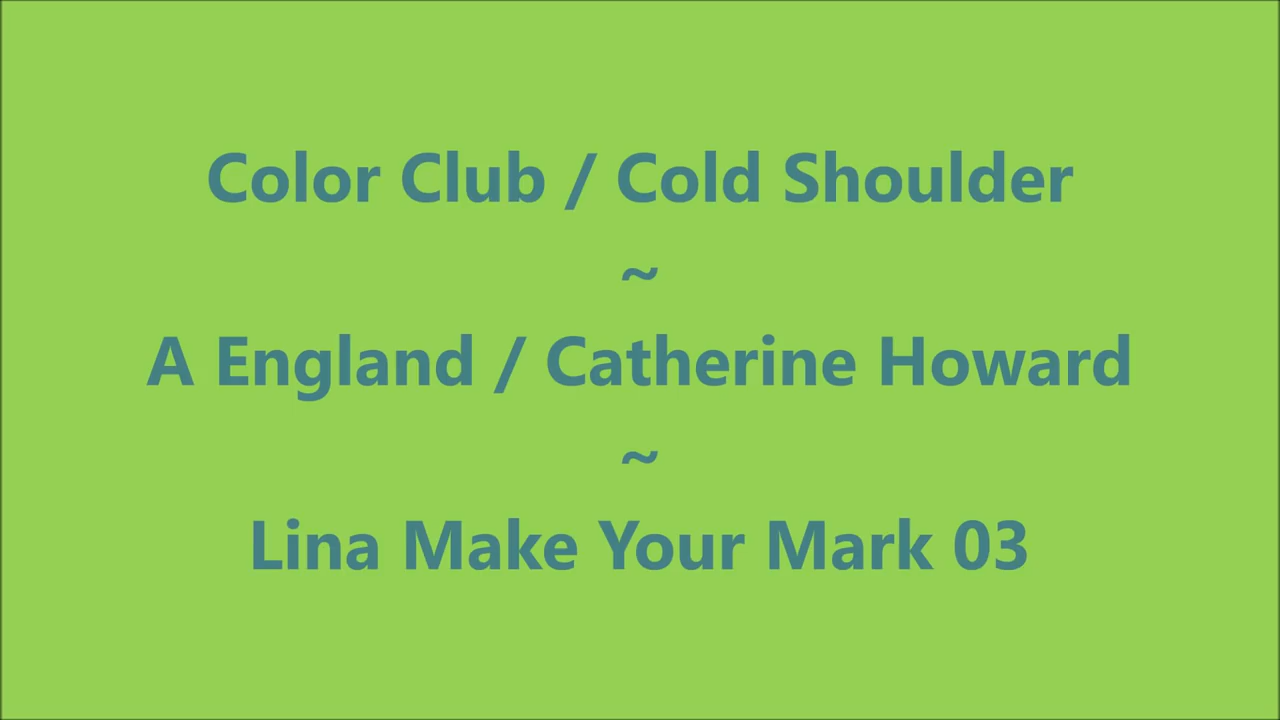 Color Club / Cold Shoulder
~
A England / Catherine Howard
~
Lina Make Your Mark 03